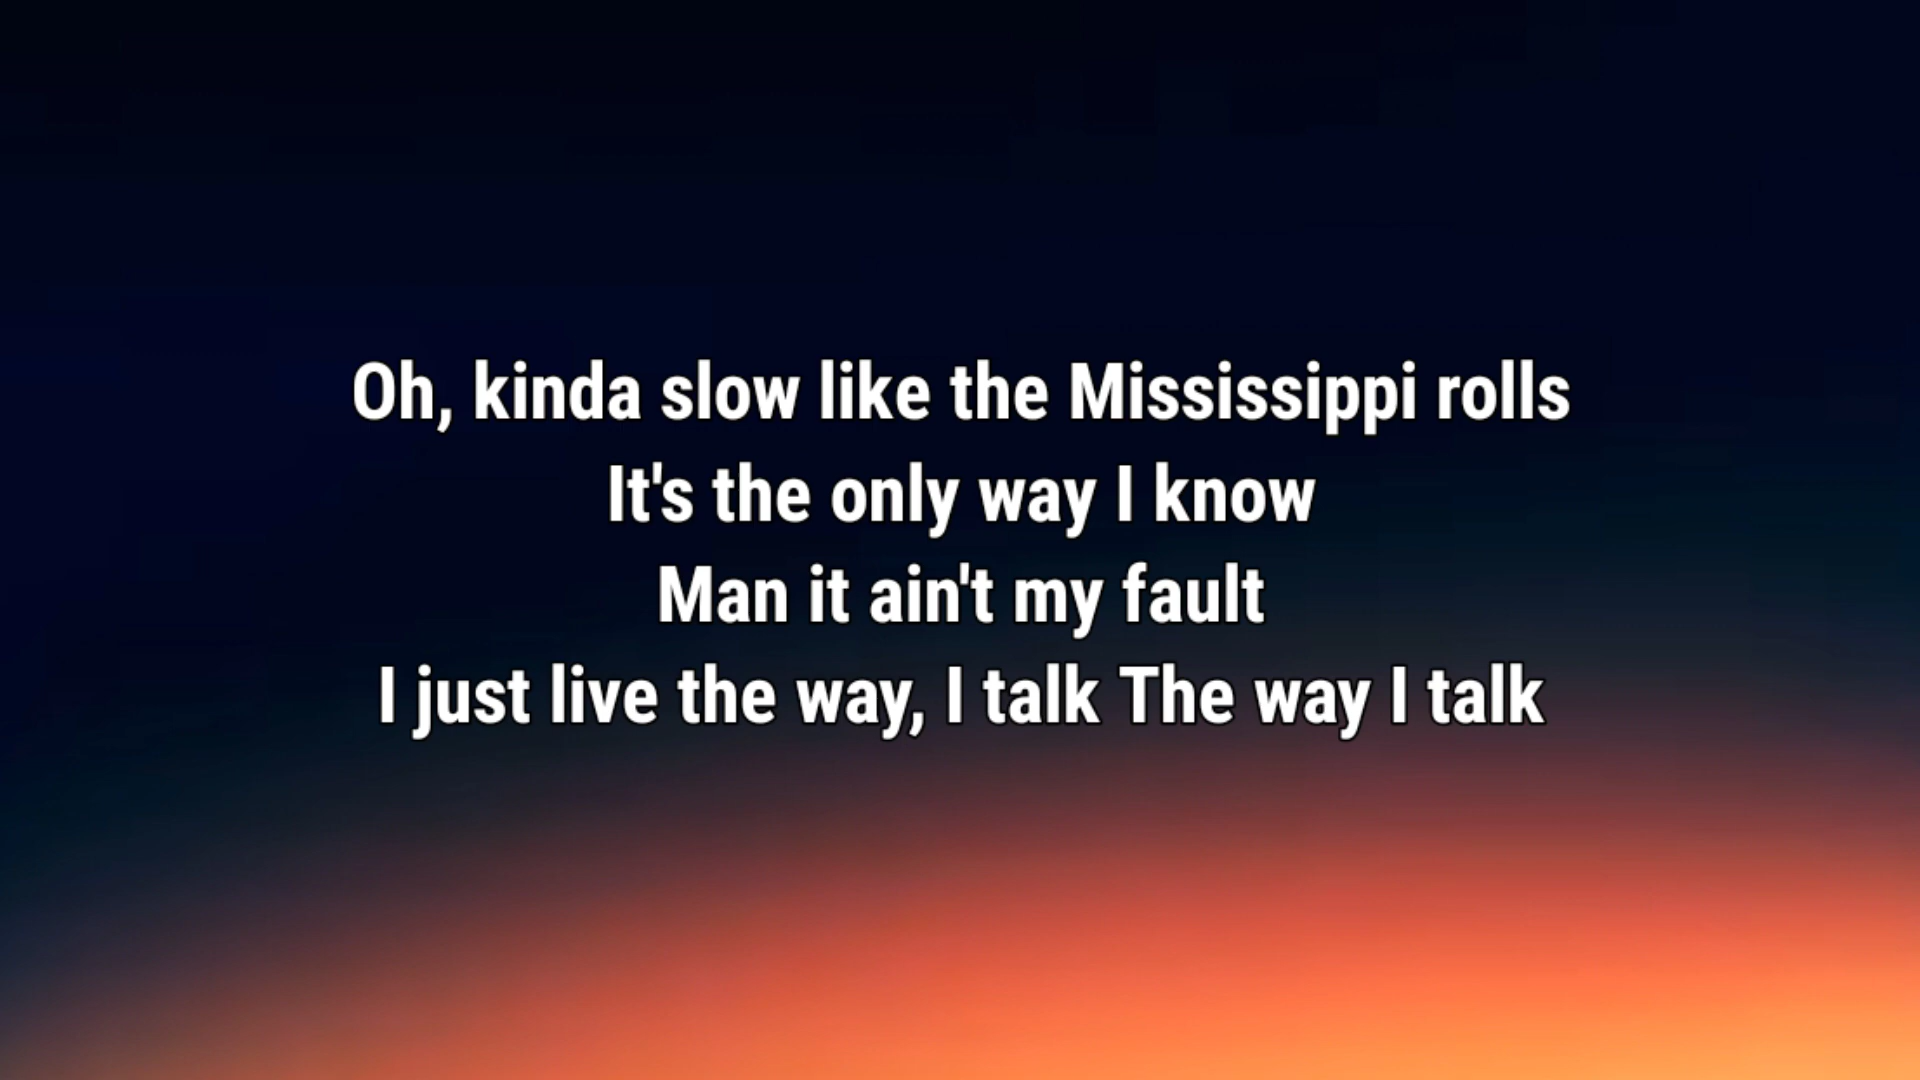 Oh, kinda slow like the Mississippi rolls
It's the only way I know
Man it ain't my fault
I just live the way, I talk The way I talk